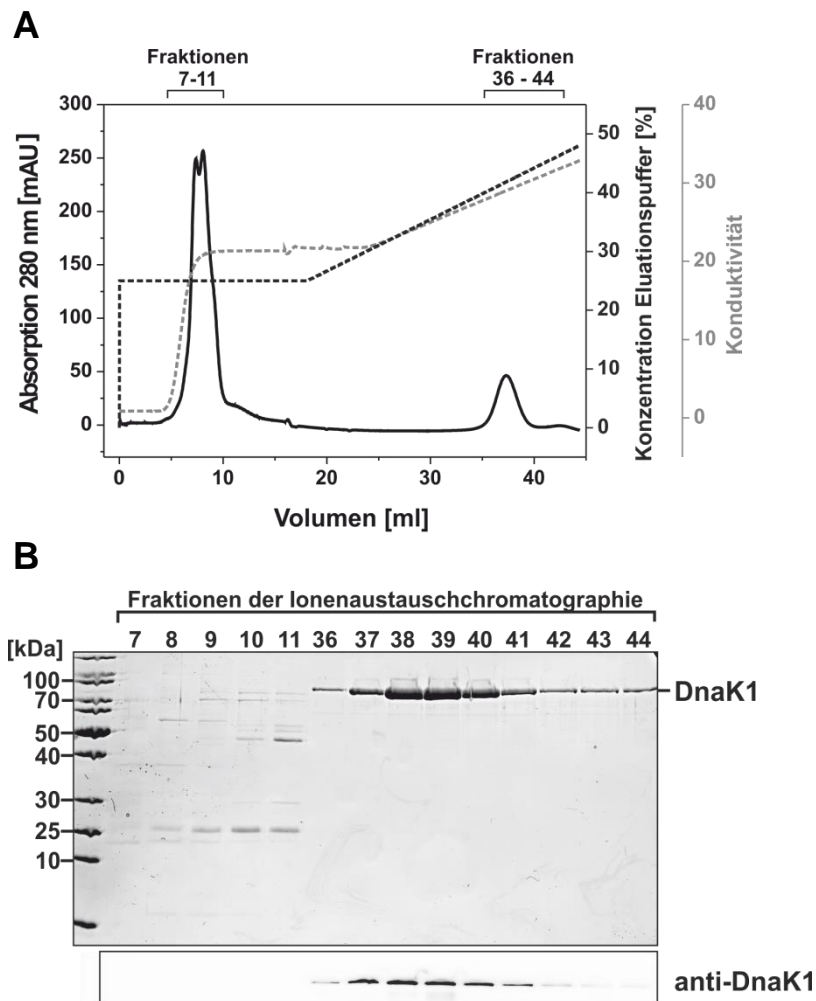 A
Fraktionen
7-11
Fraktionen
36 - 44
300
250
200
150
100
50
0
Absorption 280 nm [mAU]
0
10
20
30
40
Volumen [ml]
50
40
30
20
10
0
Konzentration Eluationspuffer [%]
40
30
20
10
0
Konduktivität
B
Fraktionen der Ionenaustauschchromatographie
[kDa]
7 8 9 10 11 36 37 38 39 40 41 42 43 44
100
70
50
40
30
25
10
DnaK1
anti-DnaK1